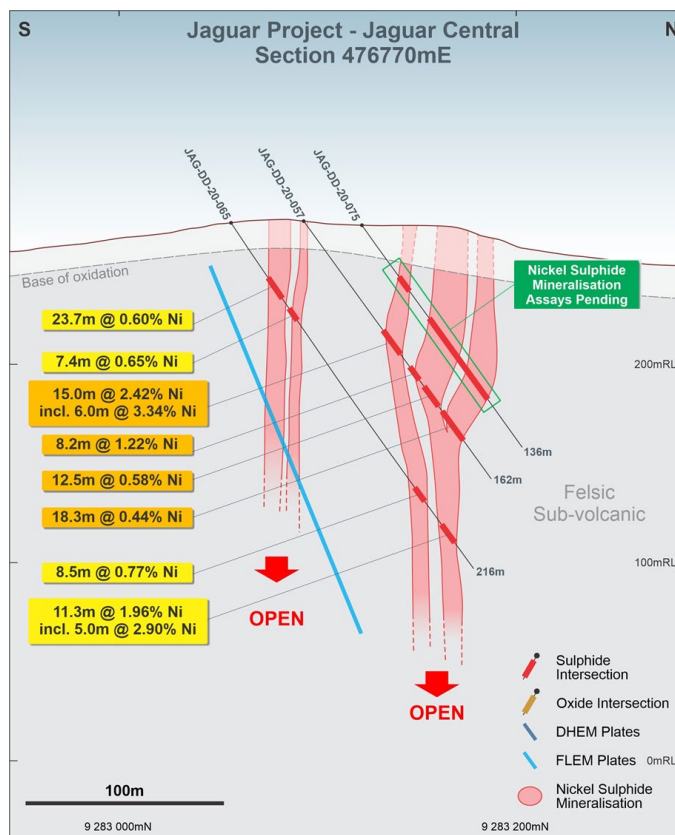 S
Jaguar Project - Jaguar Central
N
Section 476770mE
JAG-DD-20-065
JAG-DD-20-057
JAG-DD-20-075
Base of oxidation
Nickel Sulphide
Mineralisation
Assays Pending
23.7m @ 0.60% Ni
7.4m @ 0.65% Ni
200mRL
15.0m @ 2.42% Ni
incl. 6.0m @ 3.34% Ni
8.2m @ 1.22% Ni
136m
12.5m @ 0.58% Ni
162m
18.3m @ 0.44% Ni
Felsic
Sub-volcanic
8.5m @ 0.77% Ni
100mRL
216m
11.3m @ 1.96% Ni
incl. 5.0m @ 2.90% Ni
OPEN
OPEN
Sulphide
Intersection
Oxide Intersection
DHEM Plates
FLEM Plates
0mRL
Nickel Sulphide
Mineralisation
100m
9 283 000mN
9 283 200mN